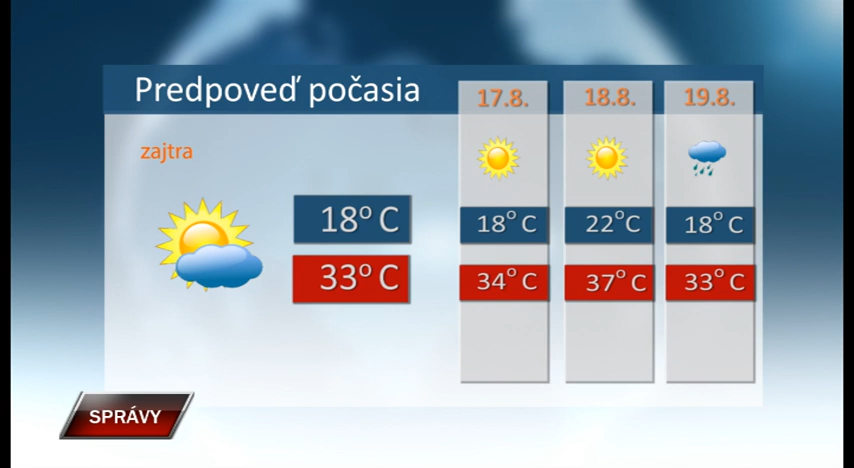 Predpoveď počasia
zajtra
18° C
33° C
17.8. 18.8. 19.8.
18° C 22°C 18° C
34° C 37° C 33° C
SPRÁVY